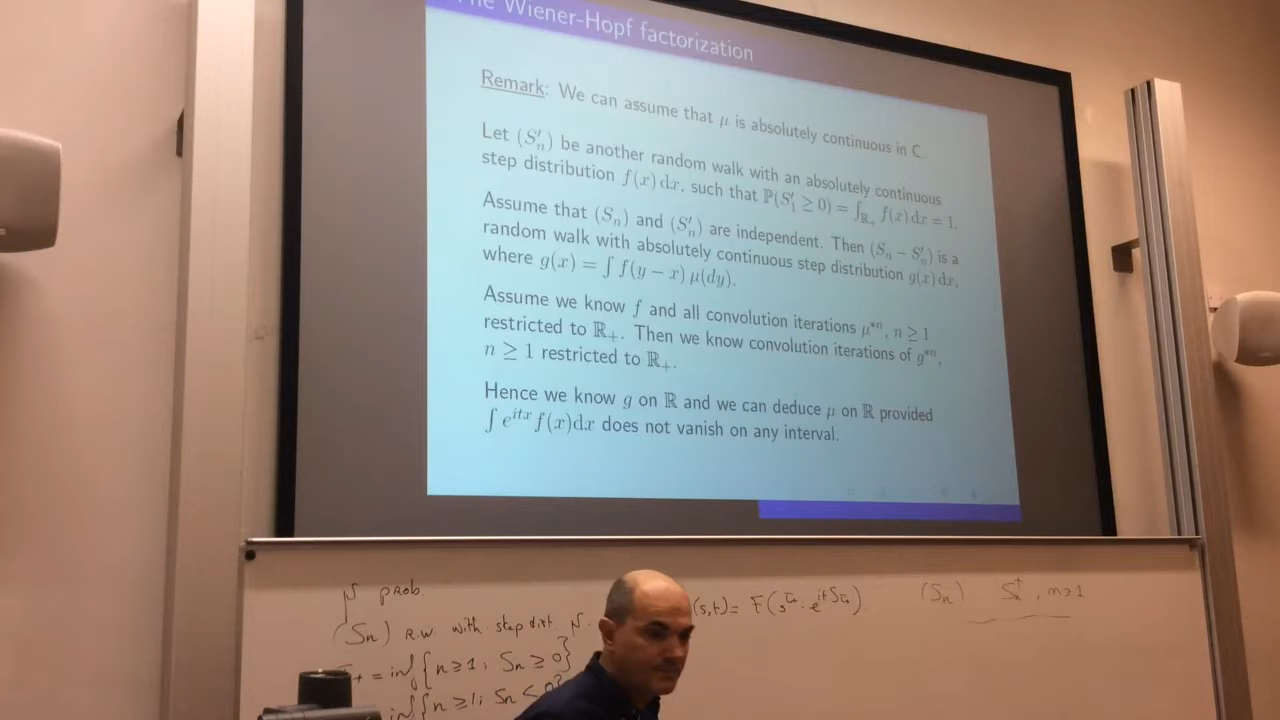 The Wiener-Hopf factorization
Remark: We can assume that μ is absolutely continuous in C.
Let (S′ₙ) be another random walk with an absolutely continuous
step distribution f(x) dx, such that ℙ(S′₁ ≥ 0) = ∫_ℝ₊ f(x) dx = 1.
Assume that (Sₙ) and (S′ₙ) are independent. Then (Sₙ − S′ₙ) is a
random walk with absolutely continuous step distribution g(x) dx,
where g(x) = ∫ f(y − x) μ(dy).
Assume we know f and all convolution iterations μ*ⁿ, n ≥ 1
restricted to ℝ₊. Then we know convolution iterations of g*ⁿ,
n ≥ 1 restricted to ℝ₊.
Hence we know g on ℝ and we can deduce μ on ℝ provided
∫ e^{itx} f(x)dx does not vanish on any interval.
μ prob.
(Sₙ) R.W. with step dist. μ.
₊ = inf{n≥1; Sₙ ≥ 0}
inf{n≥1; Sₙ < 0}
(s,t) = E(s^{τ₊} · e^{itS_{τ₊}})
(Sₙ) Sₙ⁺, n≥1